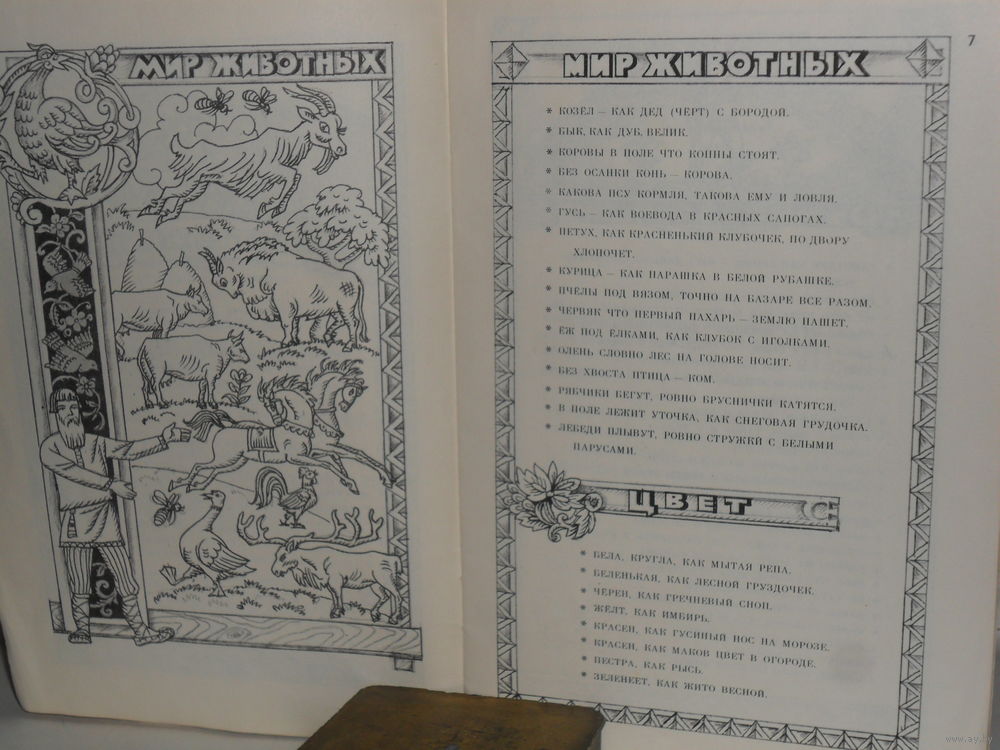 МИР ЖИВОТНЫХ
7
МИР ЖИВОТНЫХ
* КОЗЁЛ — КАК ДЕД (ЧЁРТ) С БОРОДОЙ.
* БЫК, КАК ДУБ, ВЕЛИК.
* КОРОВЫ В ПОЛЕ ЧТО КОПНЫ СТОЯТ.
* БЕЗ ОСАНКИ КОНЬ — КОРОВА.
* КАКОВА ПСУ КОРМЛЯ, ТАКОВА ЕМУ И ЛОВЛЯ.
* ГУСЬ — КАК ВОЕВОДА В КРАСНЫХ САПОГАХ.
* ПЕТУХ, КАК КРАСНЕНЬКИЙ КЛУБОЧЕК, ПО ДВОРУ
ХЛОПОЧЕТ.
* КУРИЦА — КАК ПАРАШКА В БЕЛОЙ РУБАШКЕ.
* ПЧЁЛЫ ПОД ВЯЗОМ, ТОЧНО НА БАЗАРЕ ВСЕ РАЗОМ.
* ЧЕРВЯК ЧТО ПЕРВЫЙ ПАХАРЬ — ЗЕМЛЮ ПАШЕТ.
* ЁЖ ПОД ЁЛКАМИ, КАК КЛУБОК С ИГОЛКАМИ.
* ОЛЕНЬ СЛОВНО ЛЕС НА ГОЛОВЕ НОСИТ.
* БЕЗ ХВОСТА ПТИЦА — КОМ.
* РЯБЧИКИ БЕГУТ, РОВНО БРУСНИЧКИ КАТЯТСЯ.
* В ПОЛЕ ЛЕЖИТ УТОЧКА, КАК СНЕГОВАЯ ГРУДОЧКА.
* ЛЕБЕДИ ПЛЫВУТ, РОВНО СТРУЖКИ С БЕЛЫМИ
ПАРУСАМИ.
ЦВЕТ
* БЕЛА, КРУГЛА, КАК МЫТАЯ РЕПА.
* БЕЛЕНЬКАЯ, КАК ЛЕСНОЙ ГРУЗДОЧЕК.
* ЧЁРЕН, КАК ГРЕЧНЕВЫЙ СНОП.
* ЖЁЛТ, КАК ИМБИРЬ.
* КРАСЕН, КАК ГУСИНЫЙ НОС НА МОРОЗЕ.
* КРАСЕН, КАК МАКОВ ЦВЕТ В ОГОРОДЕ.
* ПЕСТРА, КАК РЫСЬ.
* ЗЕЛЕНЕЕТ, КАК ЖИТО ВЕСНОЙ.
www.ay.by